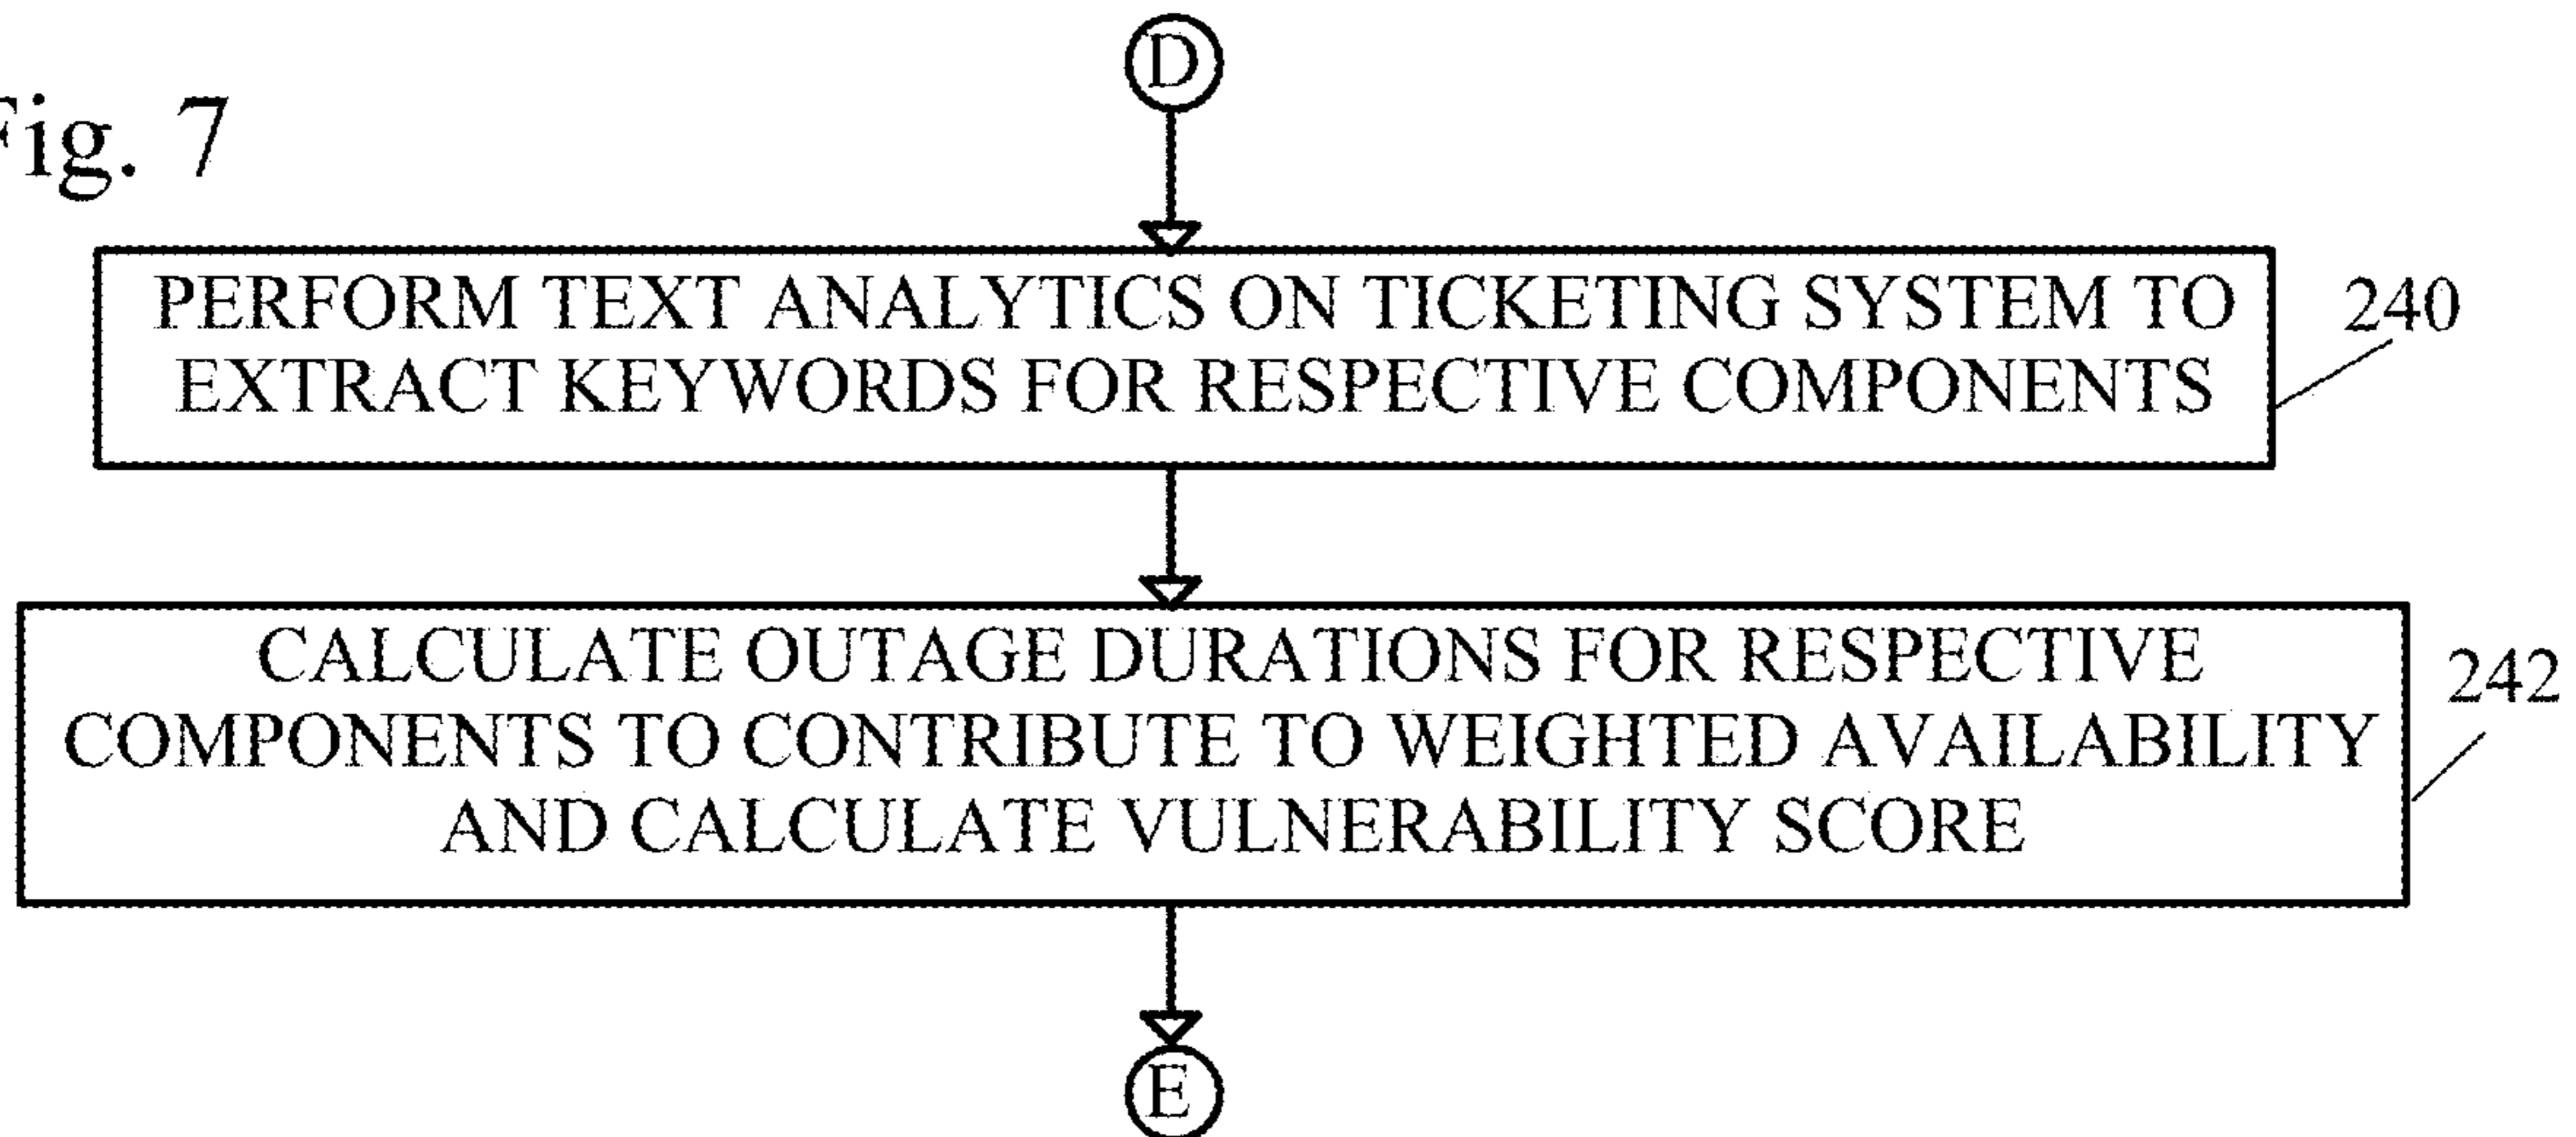 D
Fig. 7
PERFORM TEXT ANALYTICS ON TICKETING SYSTEM TO
EXTRACT KEYWORDS FOR RESPECTIVE COMPONENTS
240
CALCULATE OUTAGE DURATIONS FOR RESPECTIVE
COMPONENTS TO CONTRIBUTE TO WEIGHTED AVAILABILITY
AND CALCULATE VULNERABILITY SCORE
242
E